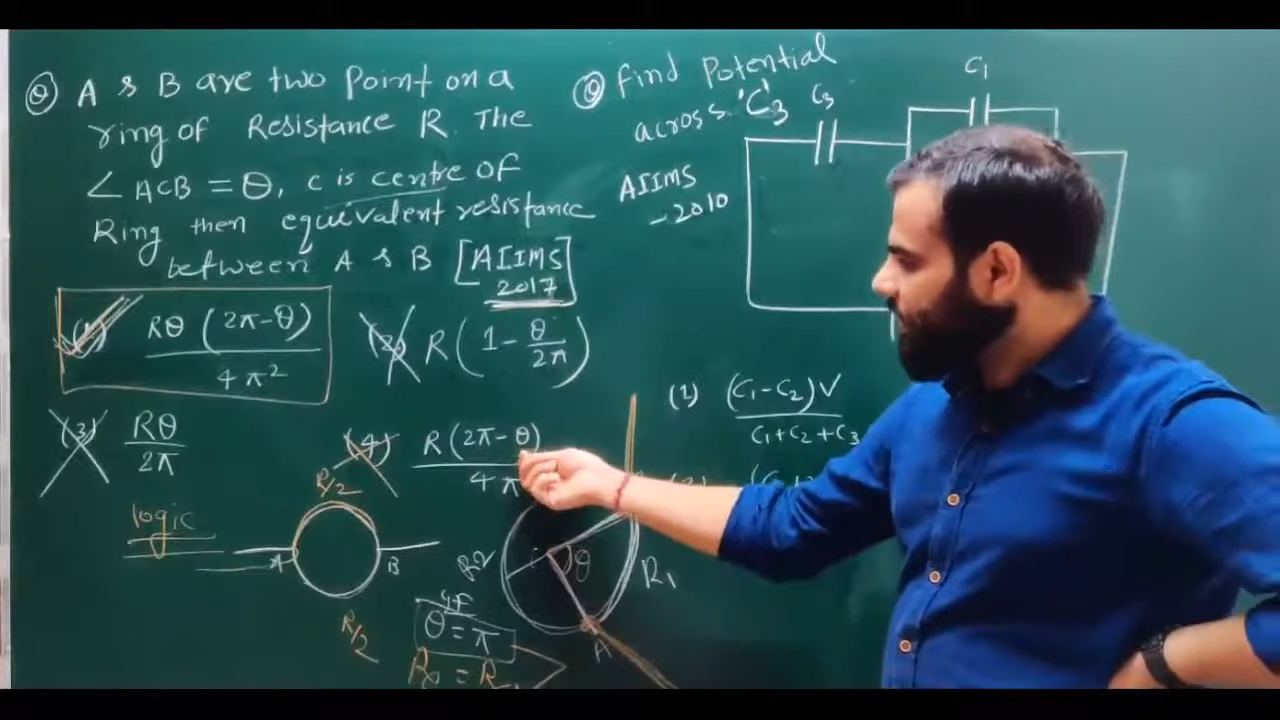 Q A & B are two Point on a
ring of Resistance R. The
∠ACB = θ, C is centre of
Ring then equivalent resistance
between A & B [AIIMS
2017]
(1) Rθ (2π-θ) / 4π²
(2) R(1 - θ/2π)
(3) Rθ / 2π
(4) R(2π-θ) / 4π
logic
R/2
A B
R/2
If
θ = π
R2
θ
R1
A
Q Find Potential
across 'C3'
AIIMS
-2010
C3
C1
(1) (C1-C2)V / C1+C2+C3